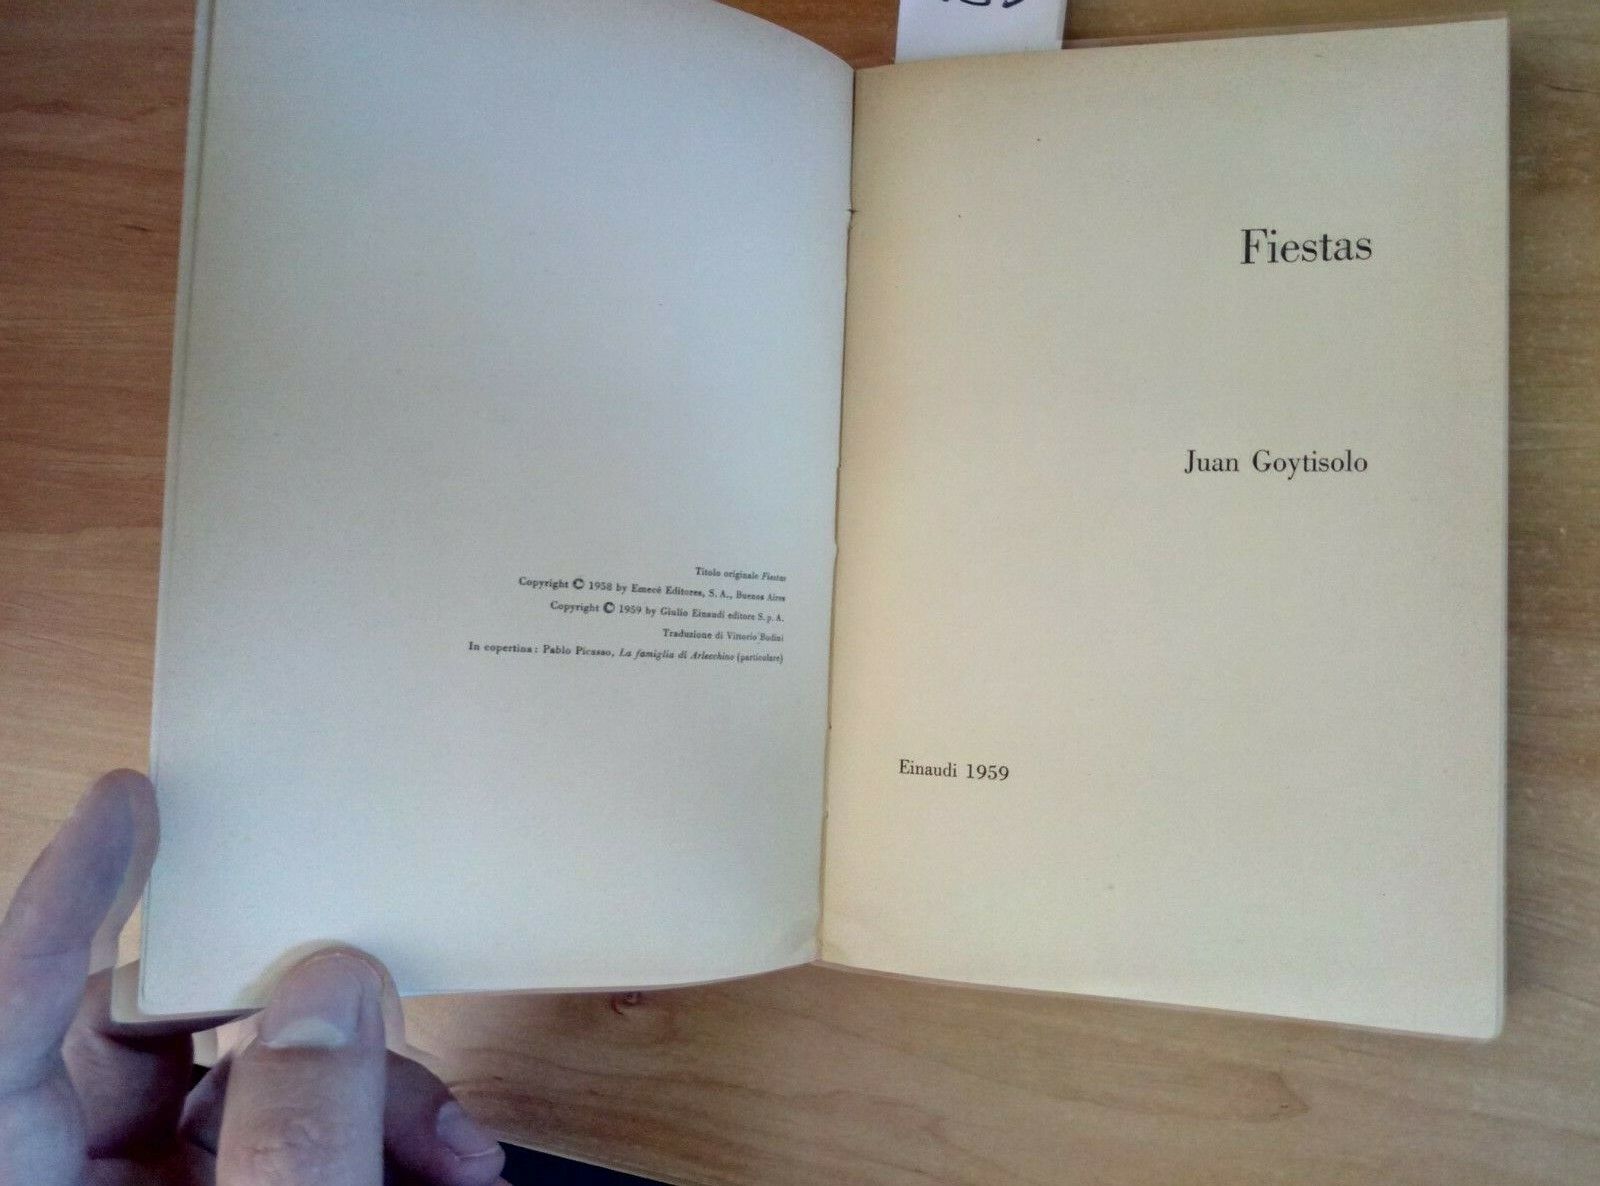 Titolo originale Fiestas
Copyright © 1958 by Emecé Editores, S. A., Buenos Aires
Copyright © 1959 by Giulio Einaudi editore S. p. A.
Traduzione di Vittorio Bodini
In copertina: Pablo Picasso, La famiglia di Arlecchino (particolare)
Fiestas
Juan Goytisolo
Einaudi 1959